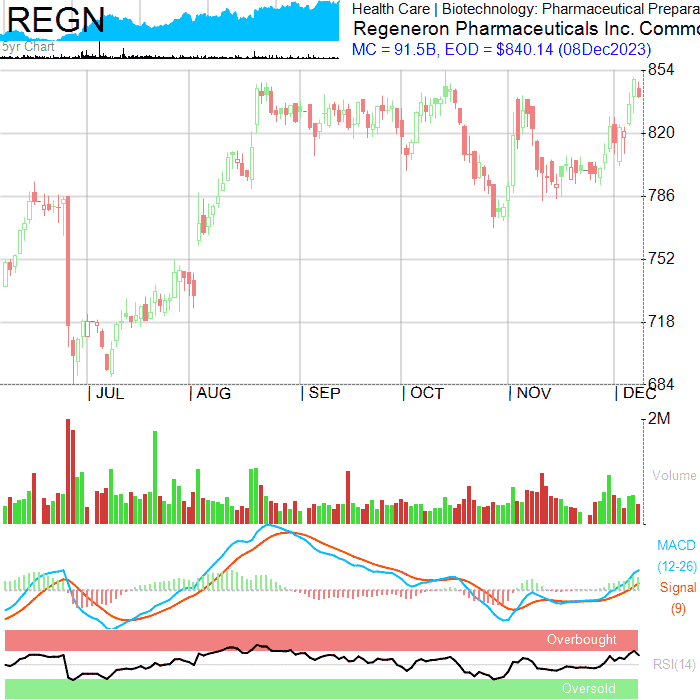 REGN
5yr Chart
Health Care | Biotechnology: Pharmaceutical Prepara
Regeneron Pharmaceuticals Inc. Commo
MC = 91.5B, EOD = $840.14 (08Dec2023)
854
820
786
752
718
684
| JUL | AUG | SEP | OCT | NOV | DEC
2M
Volume
MACD
(12-26)
Signal
(9)
Overbought
RSI(14)
Oversold